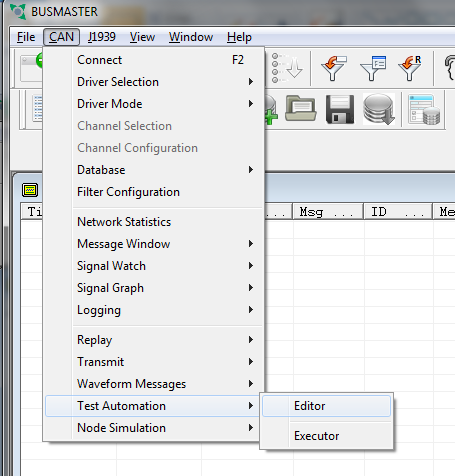 BUSMASTER
File CAN J1939 View Window Help
Connect F2
Driver Selection
Driver Mode
Channel Selection
Channel Configuration
Database
Filter Configuration
Network Statistics
Message Window
Signal Watch
Signal Graph
Logging
Replay
Transmit
Waveform Messages
Test Automation
Node Simulation
Editor
Executor
Ti
Msg ... ID ... Me